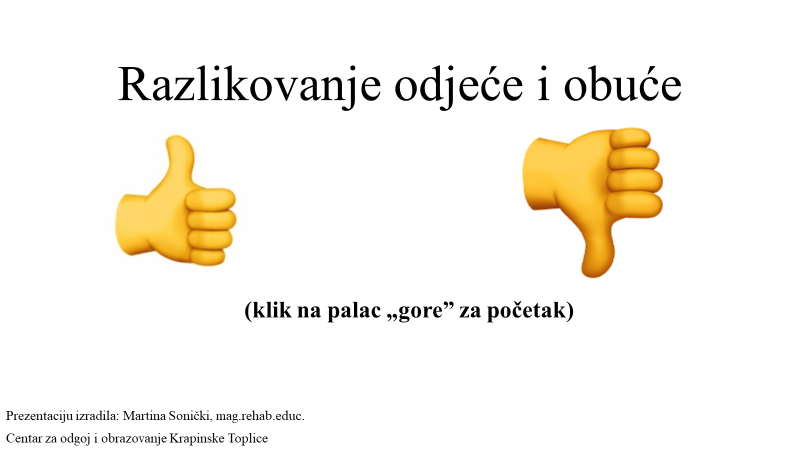 Razlikovanje odjeće i obuće
(klik na palac „gore” za početak)
Prezentaciju izradila: Martina Sonički, mag.rehab.educ.
Centar za odgoj i obrazovanje Krapinske Toplice